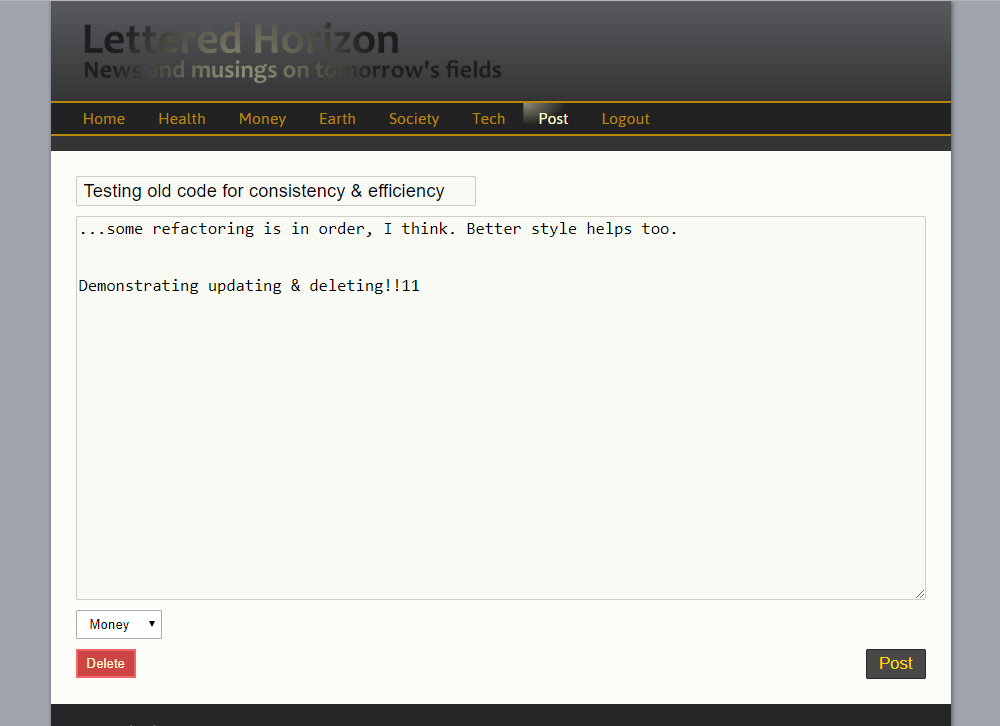 Lettered Horizon
News and musings on tomorrow's fields
Home Health Money Earth Society Tech Post Logout
Testing old code for consistency & efficiency
...some refactoring is in order, I think. Better style helps too.
Demonstrating updating & deleting!!11
Money
Delete Post